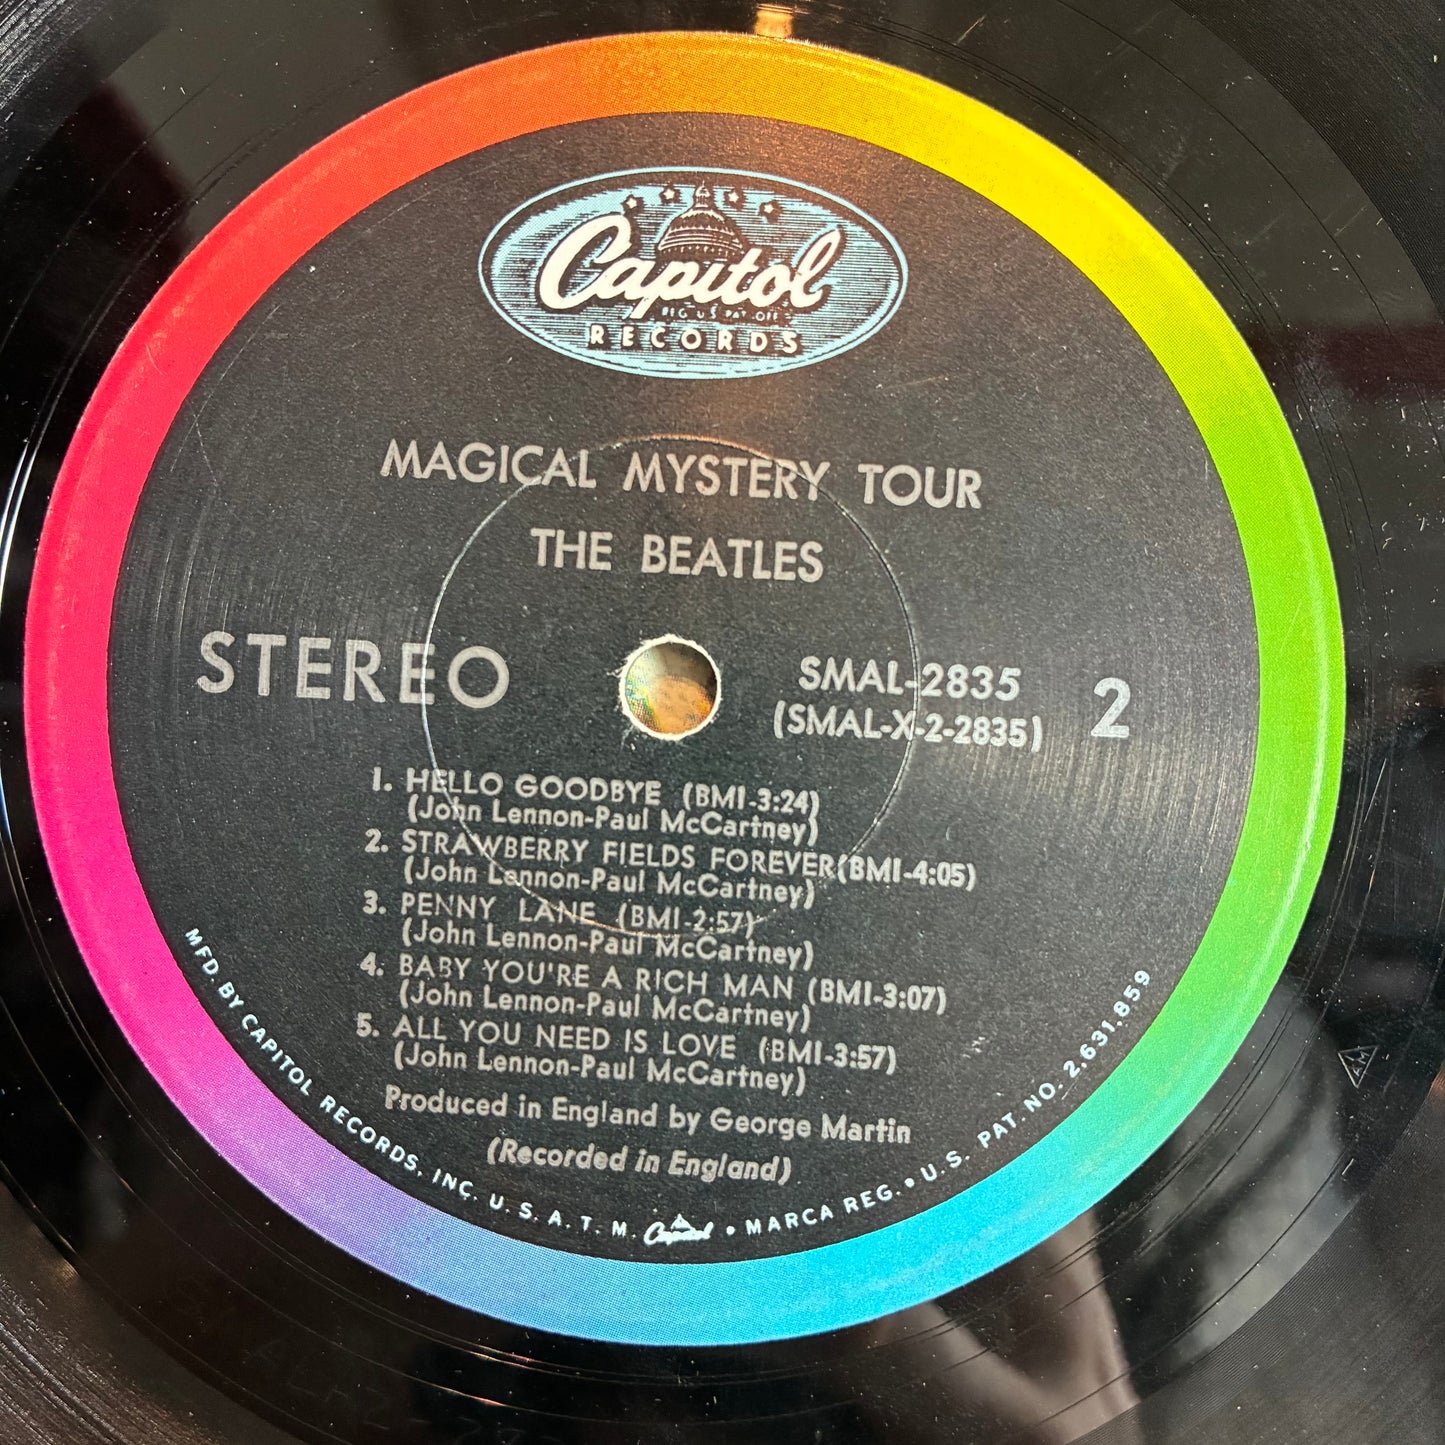 Capitol
REG. U.S. PAT. OFF.
RECORDS
MAGICAL MYSTERY TOUR
THE BEATLES
STEREO
SMAL-2835
(SMAL-X-2-2835)
2
1. HELLO GOODBYE (BMI-3:24)
(John Lennon-Paul McCartney)
2. STRAWBERRY FIELDS FOREVER(BMI-4:05)
(John Lennon-Paul McCartney)
3. PENNY LANE (BMI-2:57)
(John Lennon-Paul McCartney)
4. BABY YOU'RE A RICH MAN (BMI-3:07)
(John Lennon-Paul McCartney)
5. ALL YOU NEED IS LOVE (BMI-3:57)
(John Lennon-Paul McCartney)
Produced in England by George Martin
(Recorded in England)
MFD. BY CAPITOL RECORDS, INC. U.S.A. T.M. Capitol • MARCA REG. • U.S. PAT. NO. 2,631,859